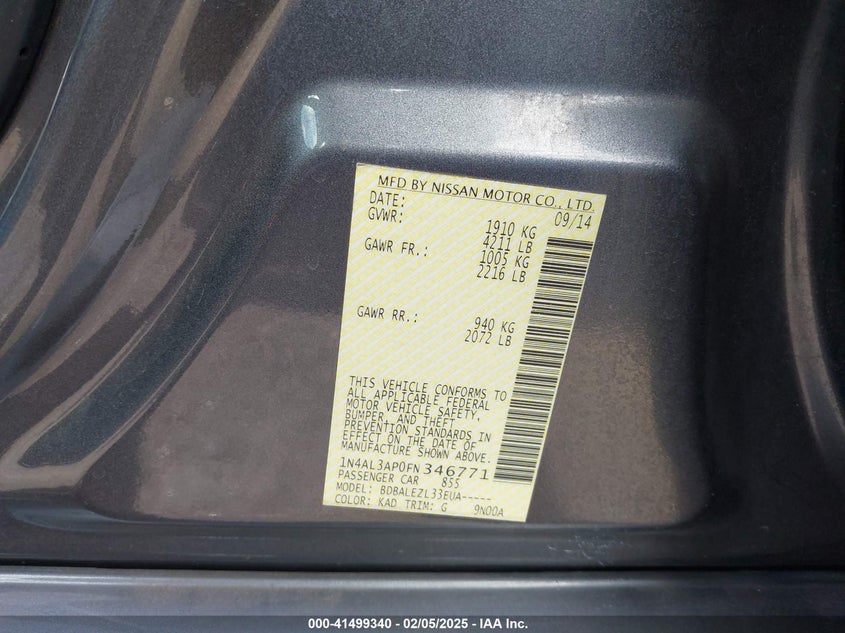 MFD BY NISSAN MOTOR CO., LTD.
DATE: 09/14
GVWR: 1910 KG
4211 LB
GAWR FR.: 1005 KG
2216 LB
GAWR RR.: 940 KG
2072 LB
THIS VEHICLE CONFORMS TO
ALL APPLICABLE FEDERAL
MOTOR VEHICLE SAFETY,
BUMPER, AND THEFT
PREVENTION STANDARDS IN
EFFECT ON THE DATE OF
MANUFACTURE SHOWN ABOVE.
1N4AL3AP0FN346771
PASSENGER CAR 855
MODEL: BDBALEZL33EUA-----
COLOR: KAD TRIM: G 9N00A
000-41499340 - 02/05/2025 - IAA Inc.